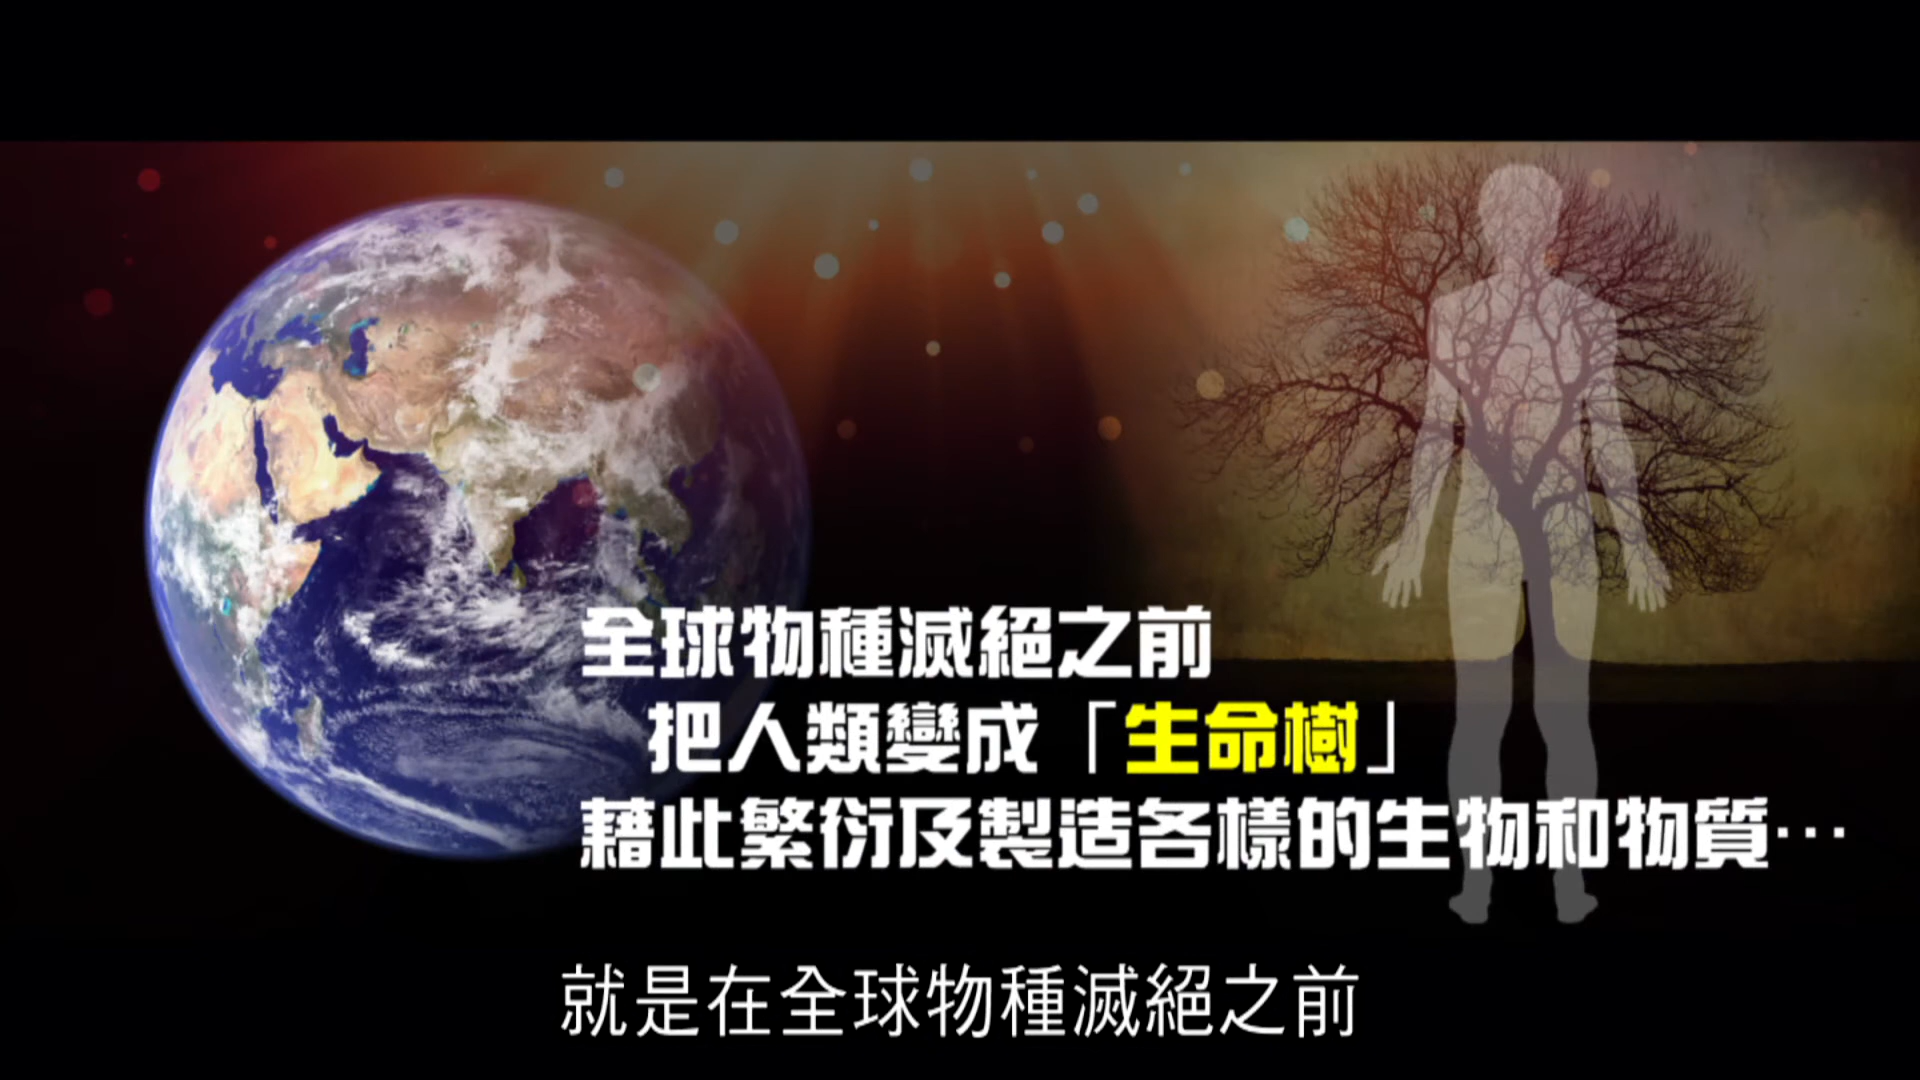 全球物種滅絕之前
把人類變成「生命樹」
藉此繁衍及製造各樣的生物和物質…
就是在全球物種滅絕之前